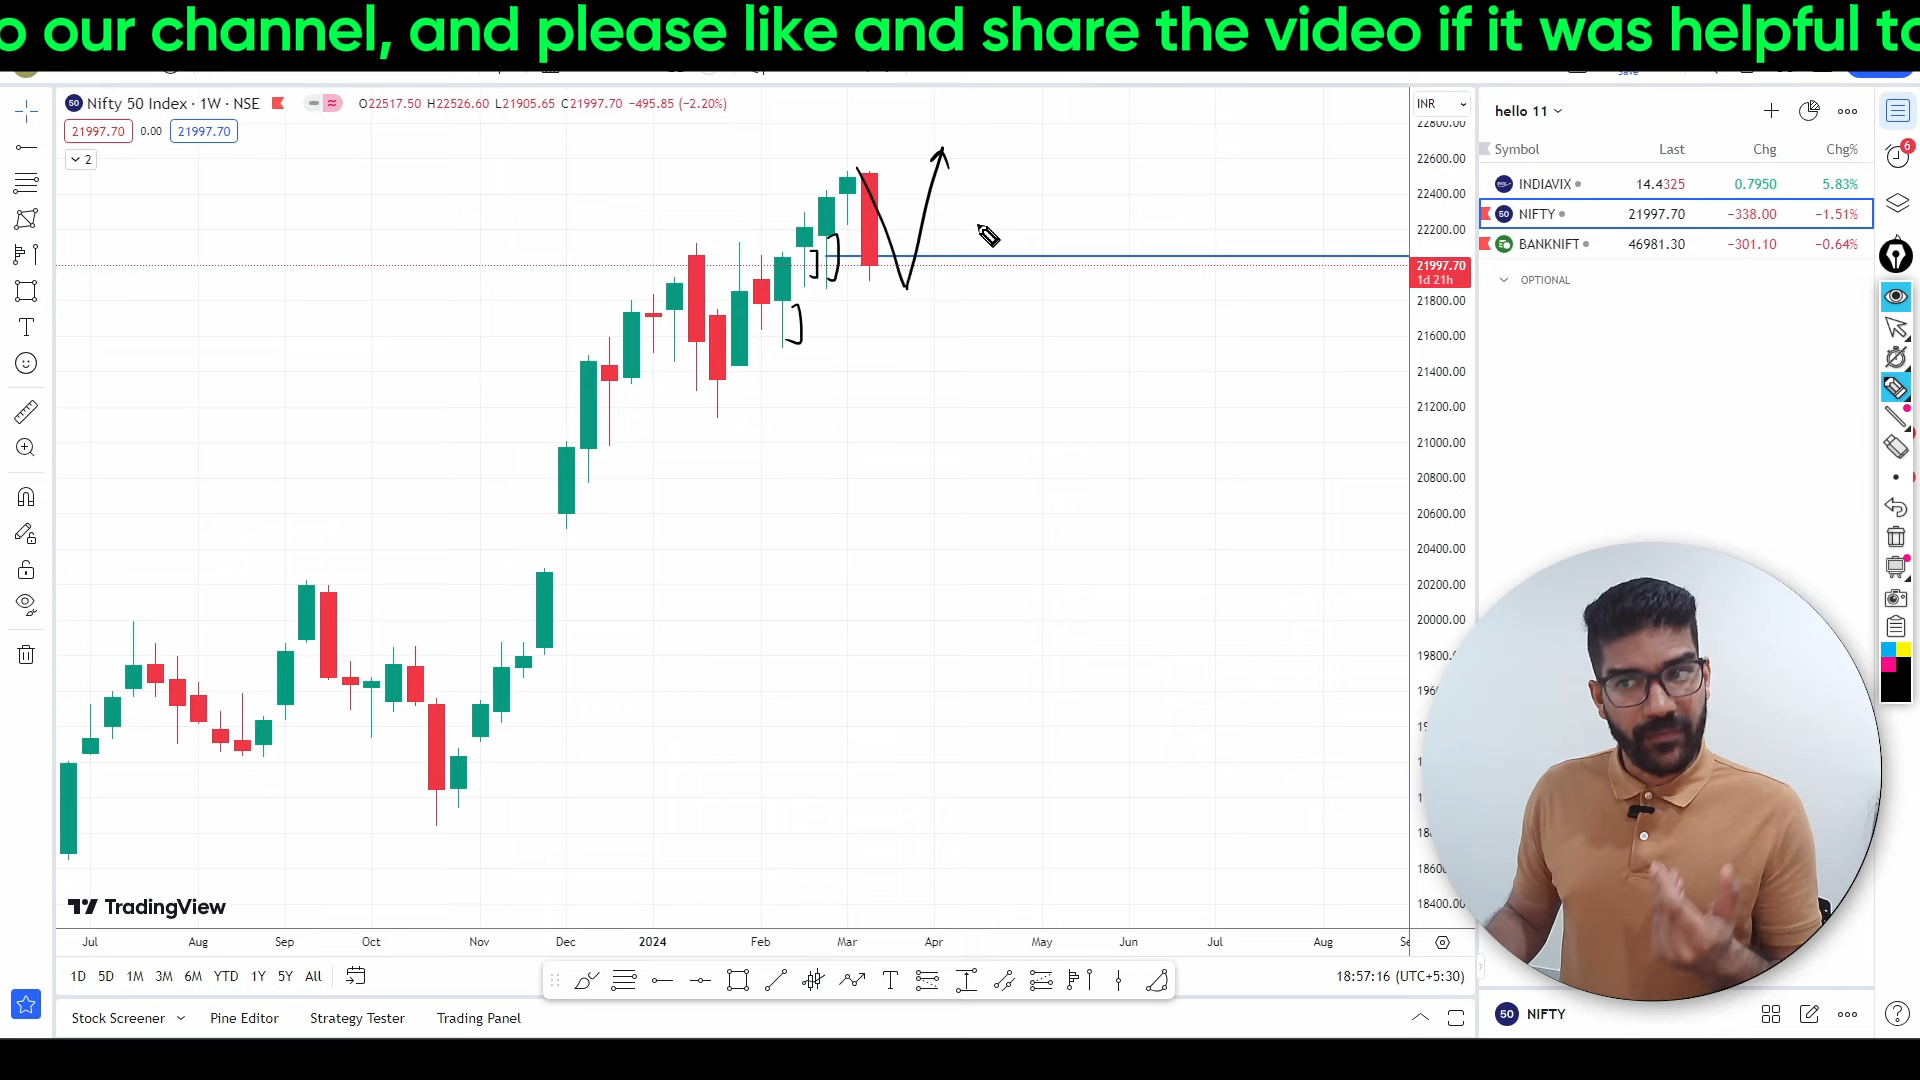 o our channel, and please like and share the video if it was helpful to
Save
50 Nifty 50 Index · 1W · NSE O22517.50 H22526.60 L21905.65 C21997.70 −495.85 (−2.20%)
21997.70 0.00 21997.70
2
INR
22800.00
22600.00
22400.00
22200.00
21997.70
1d 21h
21800.00
21600.00
21400.00
21200.00
21000.00
20800.00
20600.00
20400.00
20200.00
20000.00
18400.00
TradingView
Jul Aug Sep Oct Nov Dec 2024 Feb Mar Apr May Jun Jul Aug
1D 5D 1M 3M 6M YTD 1Y 5Y All
18:57:16 (UTC+5:30)
Stock Screener Pine Editor Strategy Tester Trading Panel
hello 11
Symbol Last Chg Chg%
INDIAVIX 14.4325 0.7950 5.83%
50 NIFTY 21997.70 −338.00 −1.51%
BANKNIFT 46981.30 −301.10 −0.64%
OPTIONAL
6
50 NIFTY